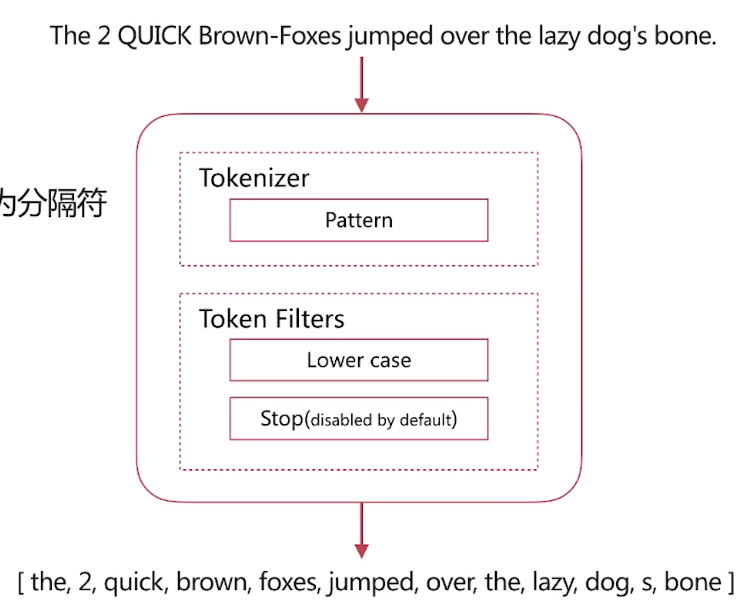 The 2 QUICK Brown-Foxes jumped over the lazy dog's bone.
为分隔符
Tokenizer
Pattern
Token Filters
Lower case
Stop(disabled by default)
[ the, 2, quick, brown, foxes, jumped, over, the, lazy, dog, s, bone ]